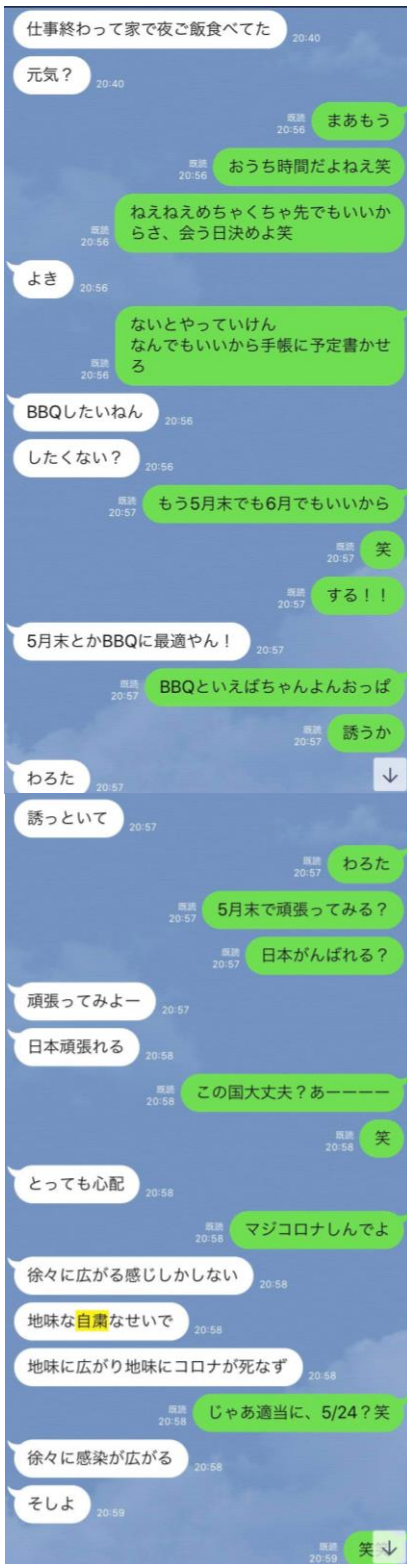 仕事終わって家で夜ご飯食べてた
20:40
元気？
20:40
既読
20:56
まあもう
既読
20:56
おうち時間だよねえ笑
ねえねえめちゃくちゃ先でもいいか
らさ、会う日決めよ笑
既読
20:56
よき
20:56
ないとやっていけん
なんでもいいから手帳に予定書かせ
ろ
既読
20:56
BBQしたいねん
20:56
したくない？
20:56
既読
20:57
もう5月末でも6月でもいいから
既読
20:57
笑
既読
20:57
する！！
5月末とかBBQに最適やん！
20:57
既読
20:57
BBQといえばちゃんよんおっぱ
既読
20:57
誘うか
わろた
20:57
誘っといて
20:57
既読
20:57
わろた
既読
20:57
5月末で頑張ってみる？
既読
20:57
日本がんばれる？
頑張ってみよー
20:57
日本頑張れる
20:58
既読
20:58
この国大丈夫？あーーーー
既読
20:58
笑
とっても心配
20:58
既読
20:58
マジコロナしんでよ
徐々に広がる感じしかしない
20:58
地味な自粛なせいで
20:58
地味に広がり地味にコロナが死なず
20:58
既読
20:58
じゃあ適当に、5/24？笑
徐々に感染が広がる
20:58
そしよ
20:59
既読
20:59
笑